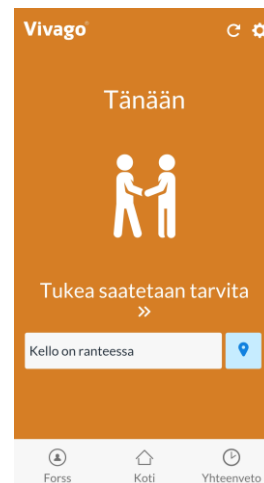 Vivago
Tänään
Tukea saatetaan tarvita
»
Kello on ranteessa
Forss Koti Yhteenveto